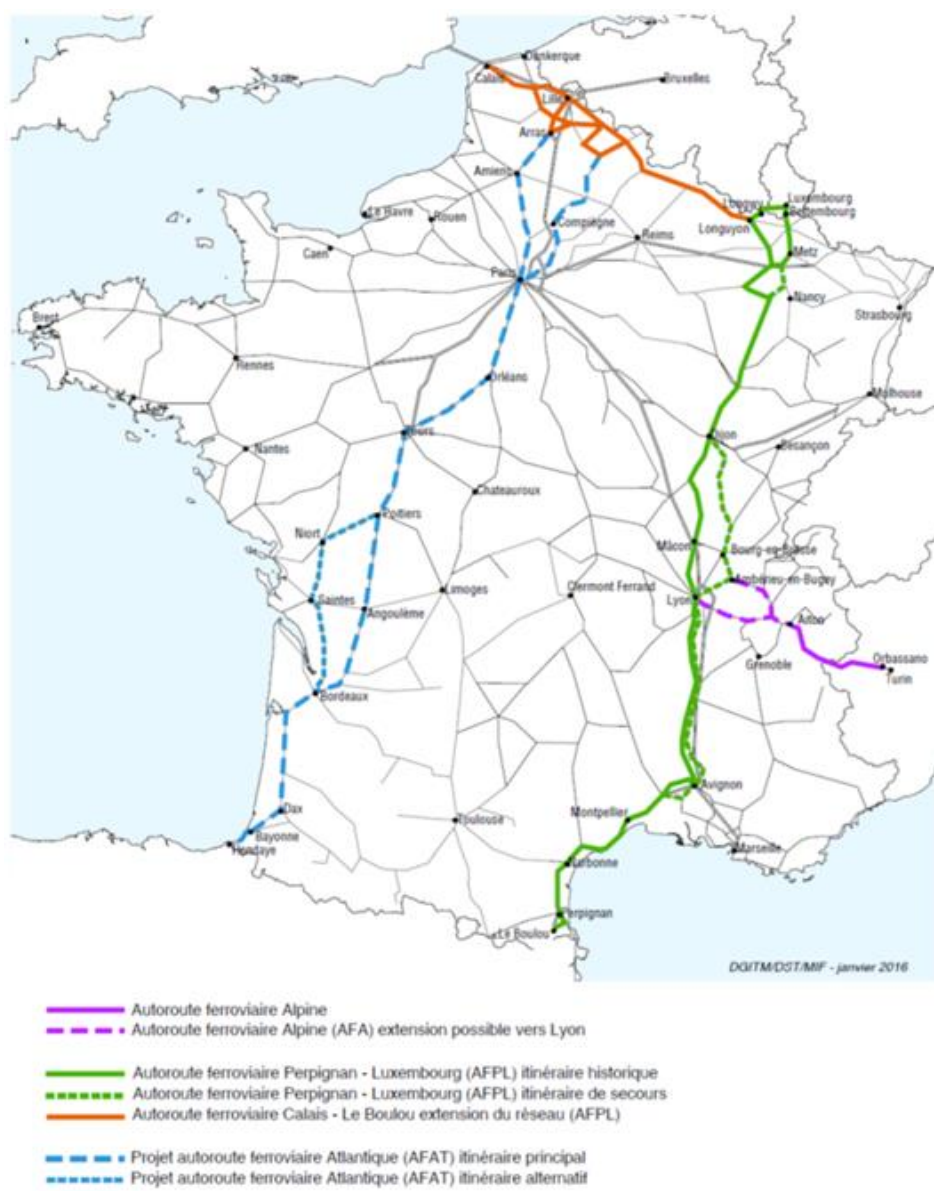 Dunkerque
Calais
Lille
Bruxelles
Arras
Amiens
Longwy
Luxembourg
Bettembourg
Le Havre
Rouen
Compiègne
Reims
Longuyon
Caen
Metz
Paris
Nancy
Strasbourg
Brest
Rennes
Orléans
Mulhouse
Tours
Dijon
Besançon
Nantes
Chateauroux
Poitiers
Niort
Mâcon
Bourg-en-Bresse
Ambérieu-en-Bugey
Saintes
Limoges
Clermont Ferrand
Lyon
Angoulême
Aiton
Grenoble
Orbassano
Turin
Bordeaux
Avignon
Dax
Montpellier
Toulouse
Bayonne
Hendaye
Marseille
Narbonne
Perpignan
Le Boulou
DGITM/DST/MIF - janvier 2016
Autoroute ferroviaire Alpine
Autoroute ferroviaire Alpine (AFA) extension possible vers Lyon
Autoroute ferroviaire Perpignan - Luxembourg (AFPL) itinéraire historique
Autoroute ferroviaire Perpignan - Luxembourg (AFPL) itinéraire de secours
Autoroute ferroviaire Calais - Le Boulou extension du réseau (AFPL)
Projet autoroute ferroviaire Atlantique (AFAT) itinéraire principal
Projet autoroute ferroviaire Atlantique (AFAT) itinéraire alternatif